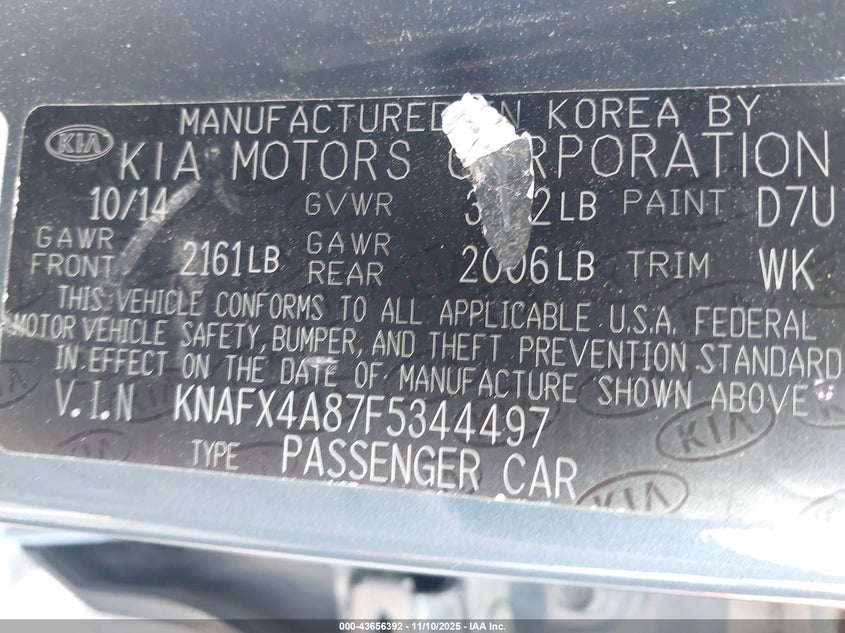 MANUFACTURED IN KOREA BY
KIA KIA MOTORS CORPORATION
10/14 GVWR LB PAINT D7U
GAWR FRONT 2161LB GAWR REAR 2006LB TRIM WK
THIS VEHICLE CONFORMS TO ALL APPLICABLE U.S.A. FEDERAL
MOTOR VEHICLE SAFETY, BUMPER, AND THEFT PREVENTION STANDARD
IN EFFECT ON THE DATE OF MANUFACTURE SHOWN ABOVE
V.I.N KNAFX4A87F5344497
TYPE PASSENGER CAR
KIA
KIA
000-43656392 - 11/10/2025 - IAA Inc.